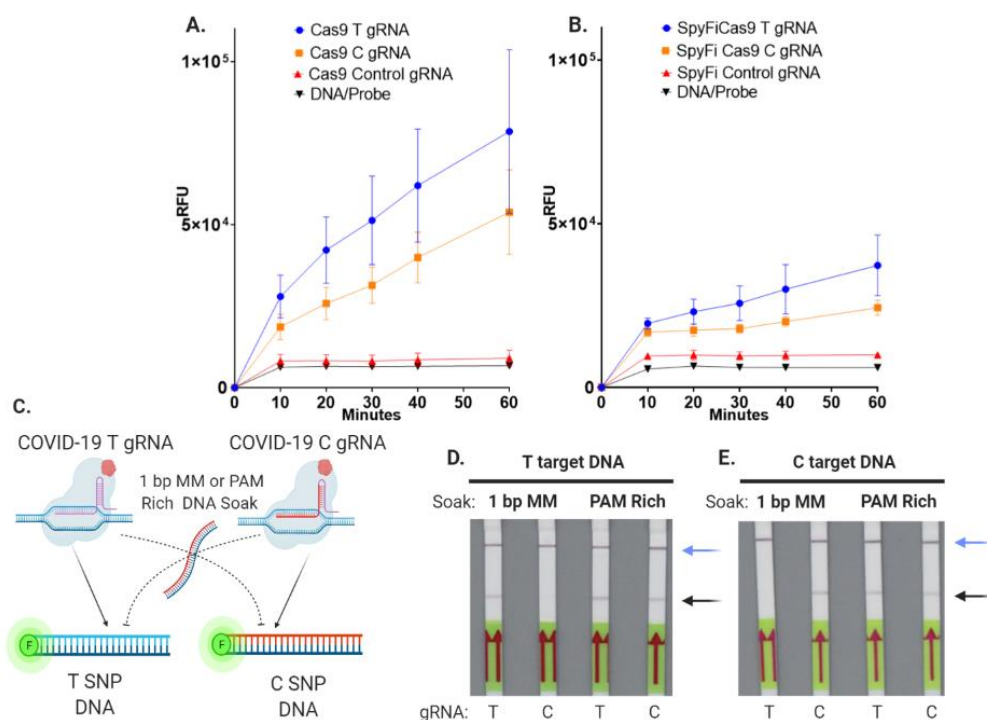 A.
Cas9 T gRNA
Cas9 C gRNA
Cas9 Control gRNA
DNA/Probe
1×10⁵
RFU
5×10⁴
0
0 10 20 30 40 50 60
Minutes
B.
SpyFiCas9 T gRNA
SpyFi Cas9 C gRNA
SpyFi Control gRNA
DNA/Probe
1×10⁵
RFU
5×10⁴
0
0 10 20 30 40 50 60
Minutes
C.
COVID-19 T gRNA
COVID-19 C gRNA
1 bp MM or PAM
Rich DNA Soak
F
F
T SNP
DNA
C SNP
DNA
D.
T target DNA
Soak: 1 bp MM PAM Rich
gRNA: T C T C
E.
C target DNA
Soak: 1 bp MM PAM Rich
T C T C